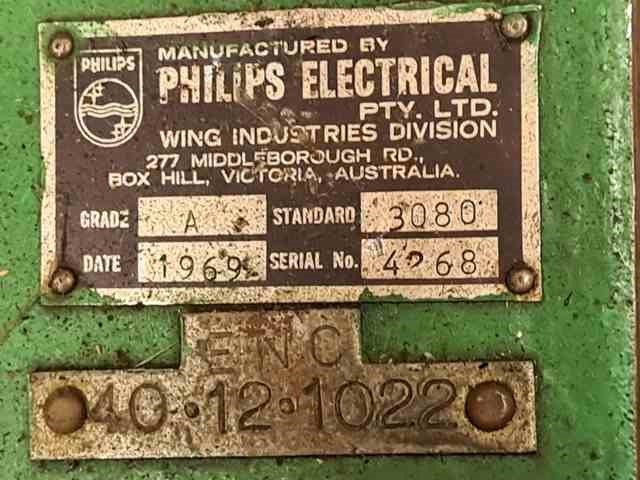 PHILIPS
MANUFACTURED BY
PHILIPS ELECTRICAL
PTY. LTD.
WING INDUSTRIES DIVISION
277 MIDDLEBOROUGH RD.,
BOX HILL, VICTORIA, AUSTRALIA.
GRADE A STANDARD 3080
DATE 1969 SERIAL No.
ENC
40·12·1022